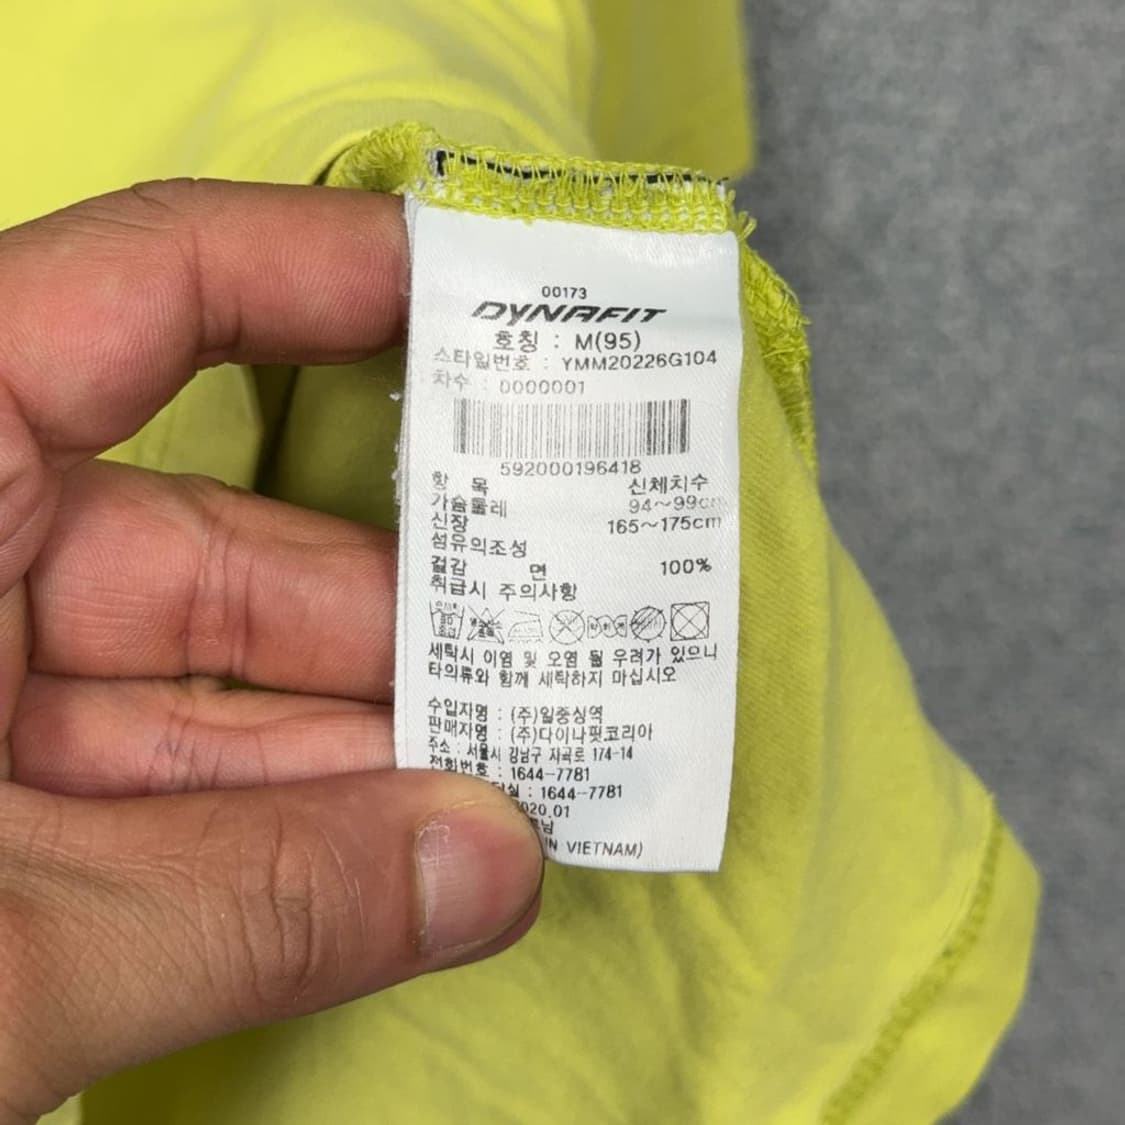 00173
DYNAFIT
호칭 : M(95)
스타일번호 : YMM20226G104
차수 : 0000001
592000196418
항 목 신체치수
가슴둘레 94~99cm
신장 165~175cm
섬유의조성
겉감 면 100%
취급시 주의사항
세탁시 이염 및 오염 될 우려가 있으니
타의류와 함께 세탁하지 마십시오
수입자명 : (주)일중싱역
판매자명 : (주)다이나핏코리아
주소 : 서울시 강남구 자곡로 174-14
전화번호 : 1644-7781
: 1644-7781
2020.01
VIETNAM)